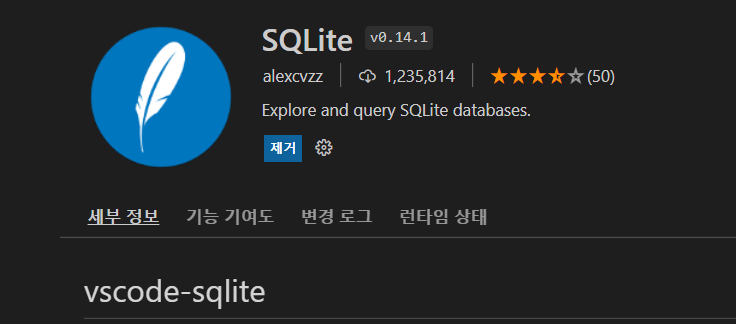 SQLite v0.14.1
alexcvzz 1,235,814 (50)
Explore and query SQLite databases.
제거
세부 정보 기능 기여도 변경 로그 런타임 상태
vscode-sqlite